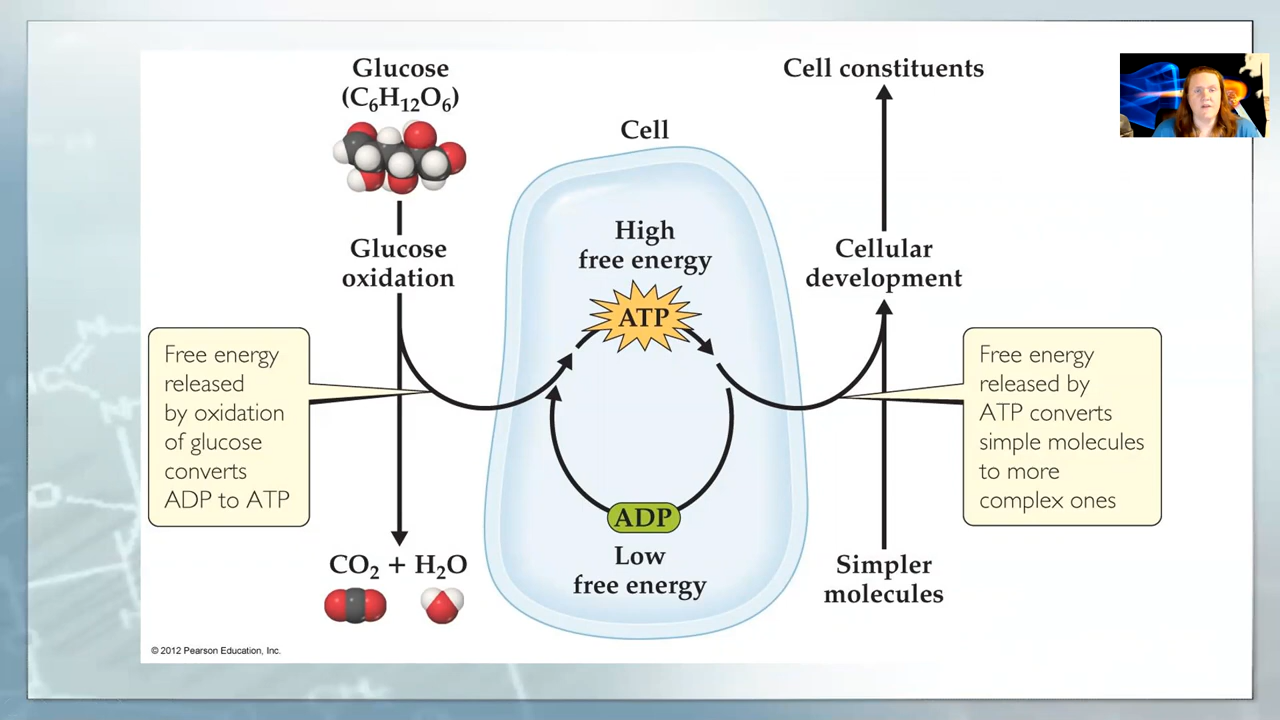 Glucose
(C₆H₁₂O₆)
Glucose
oxidation
Free energy
released
by oxidation
of glucose
converts
ADP to ATP
CO₂ + H₂O
Cell
High
free energy
ATP
ADP
Low
free energy
Cell constituents
Cellular
development
Free energy
released by
ATP converts
simple molecules
to more
complex ones
Simpler
molecules
© 2012 Pearson Education, Inc.